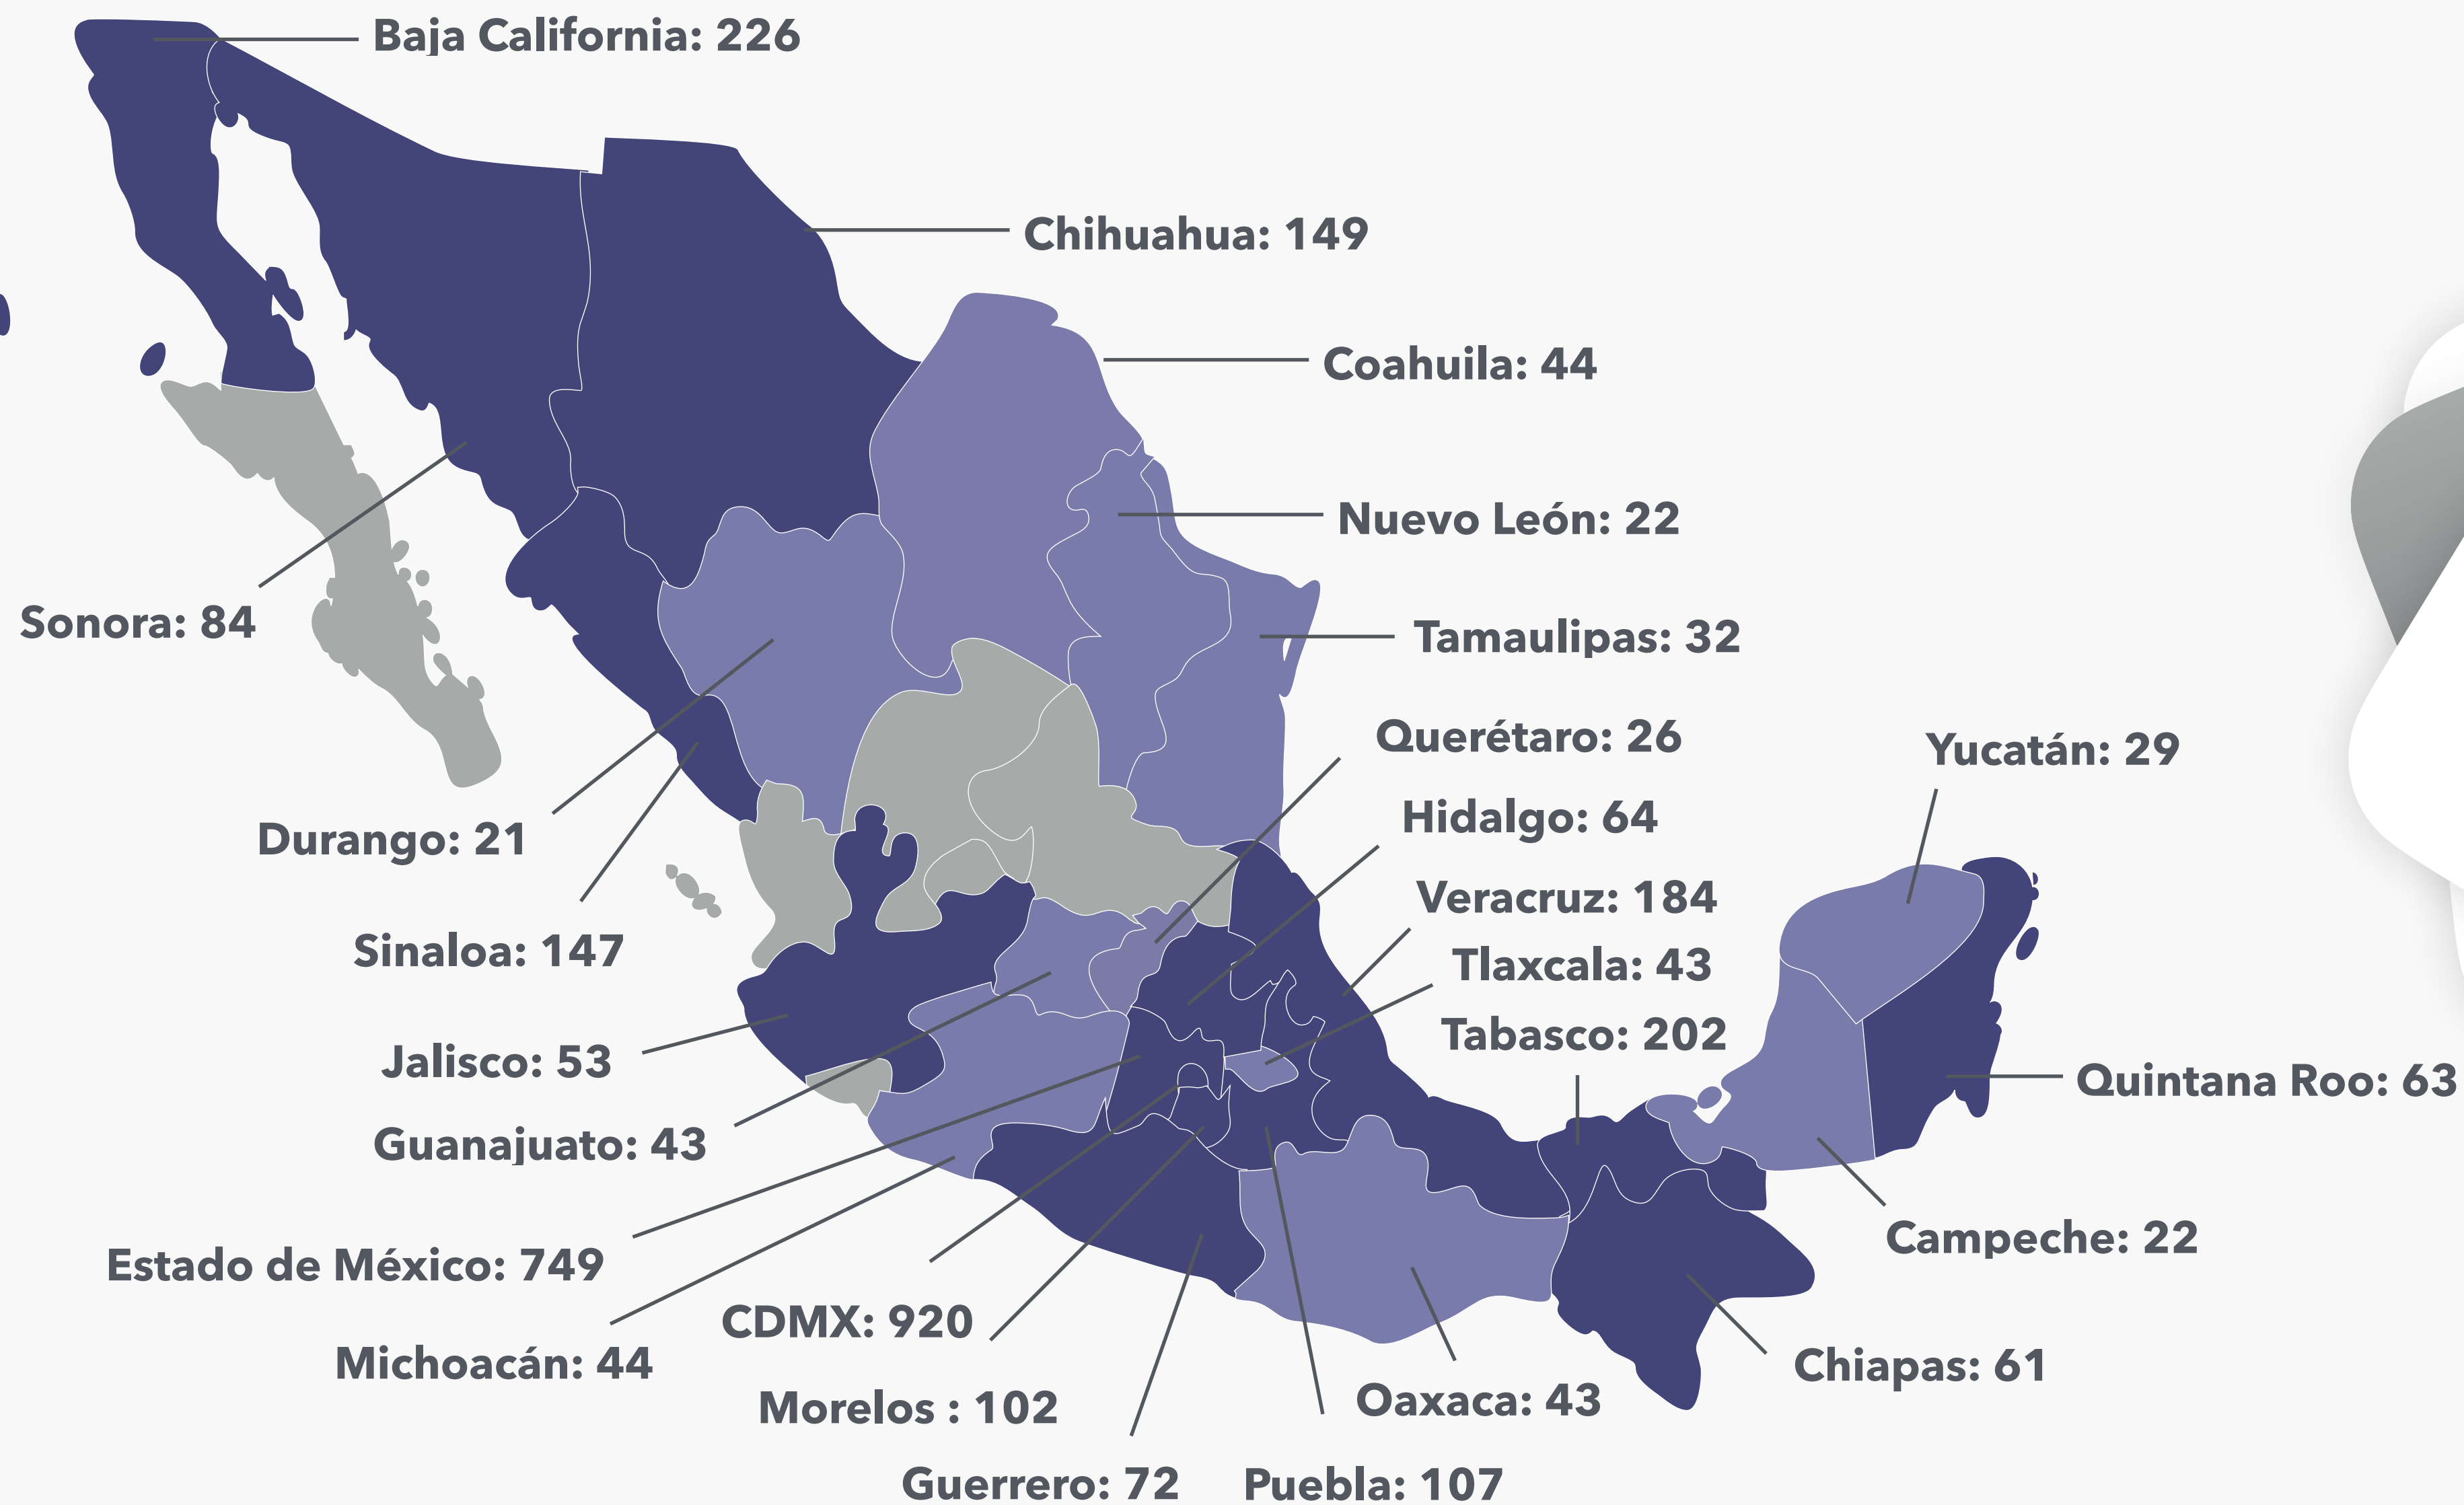 Baja California: 226
Chihuahua: 149
Coahuila: 44
Nuevo León: 22
Sonora: 84
Tamaulipas: 32
Querétaro: 26
Yucatán: 29
Hidalgo: 64
Durango: 21
Veracruz: 184
Sinaloa: 147
Tlaxcala: 43
Tabasco: 202
Jalisco: 53
Quintana Roo: 63
Guanajuato: 43
Campeche: 22
Estado de México: 749
CDMX: 920
Michoacán: 44
Chiapas: 61
Oaxaca: 43
Morelos : 102
Guerrero: 72
Puebla: 107